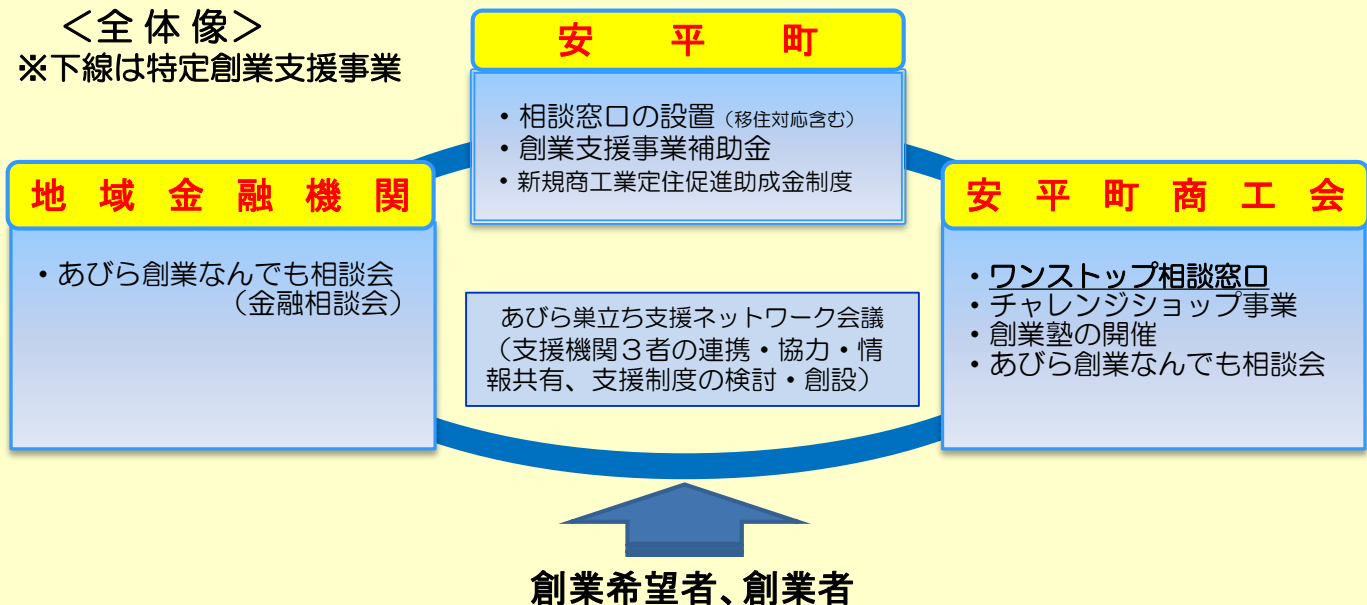 ＜全体像＞
※下線は特定創業支援事業
安平町
・相談窓口の設置（移住対応含む）
・創業支援事業補助金
・新規商工業定住促進助成金制度
地域金融機関
・あびら創業なんでも相談会
（金融相談会）
安平町商工会
・ワンストップ相談窓口
・チャレンジショップ事業
・創業塾の開催
・あびら創業なんでも相談会
あびら巣立ち支援ネットワーク会議
（支援機関３者の連携・協力・情
報共有、支援制度の検討・創設）
創業希望者、創業者